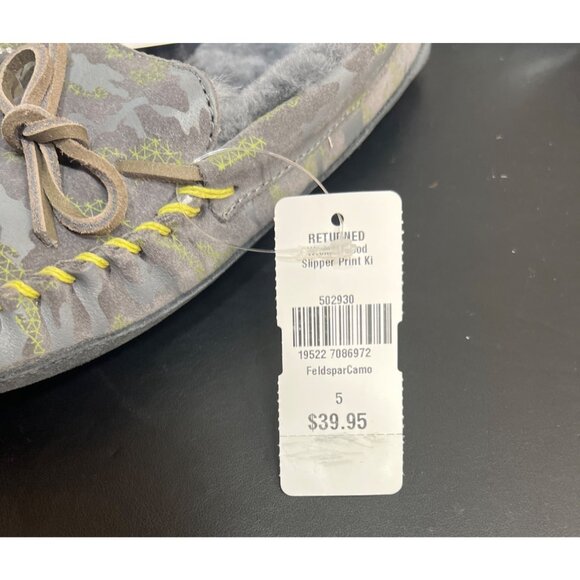 RETURNED
Slipper Print Ki
502930
19522 7086972
FeldsparCamo
5
$39.95